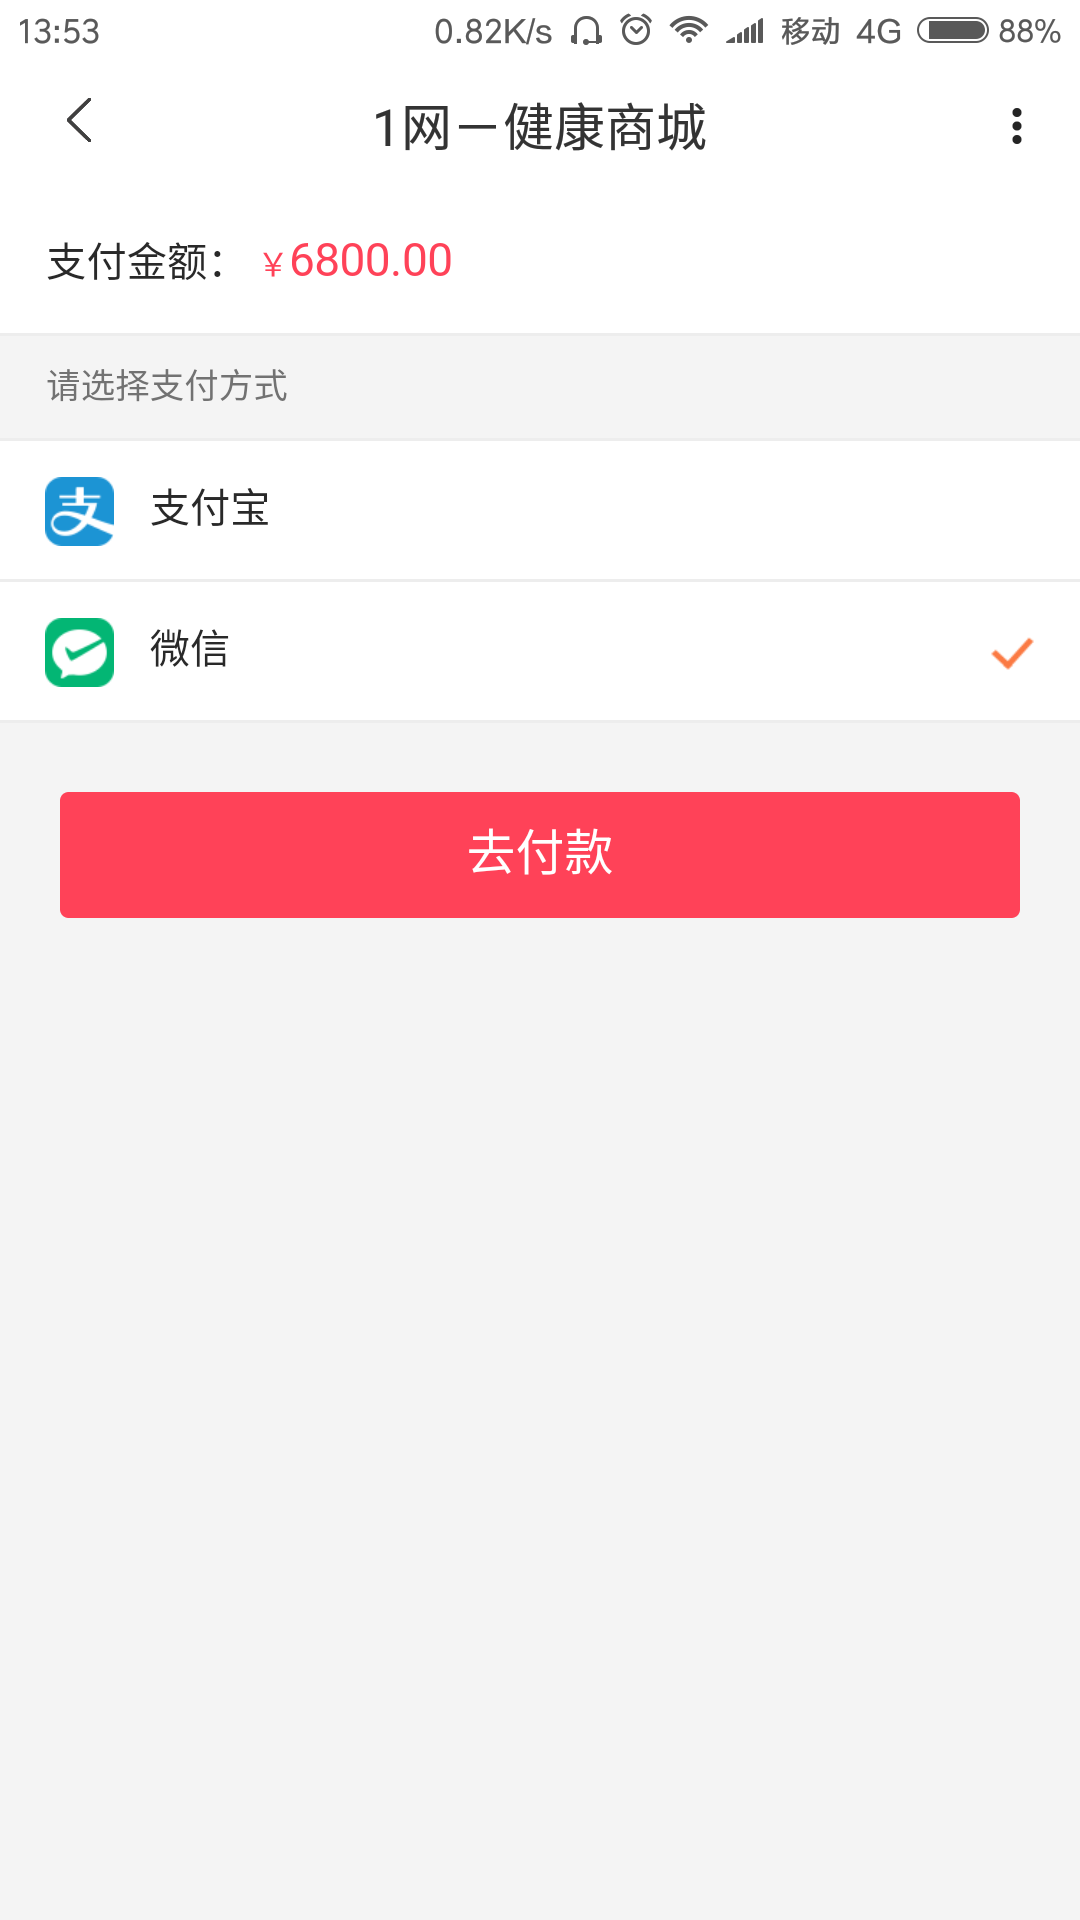 13:53 0.82K/s 移动 4G 88%
1网－健康商城
支付金额： ¥6800.00
请选择支付方式
支 支付宝
微信
去付款